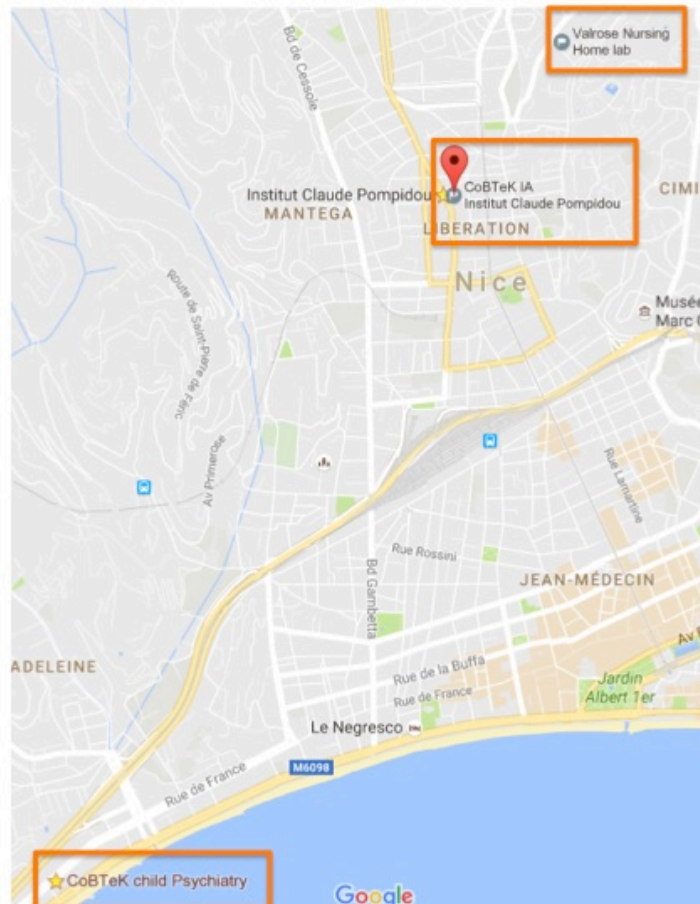 Bd de Cessole
Valrose Nursing
Home lab
Institut Claude Pompidou
CoBTeK IA
Institut Claude Pompidou
MANTEGA
CIMI
LIBERATION
Nice
Musée
Marc C
Route de Saint-Pierre de Féric
Av Primerose
Rue Lamartine
Rue Rossini
Bd Gambetta
JEAN-MÉDECIN
ADELEINE
Rue de la Buffa
Rue de France
Jardin
Albert 1er
Le Negresco
M6098
Rue de France
CoBTeK child Psychiatry
Google